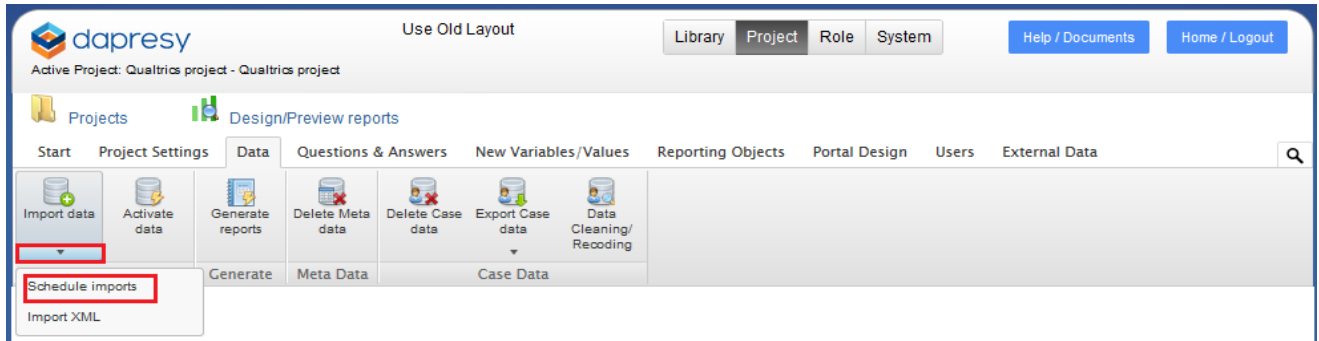 dapresy
Use Old Layout
Library Project Role System
Help / Documents
Home / Logout
Active Project: Qualtrics project - Qualtrics project
Projects
Design/Preview reports
Start Project Settings Data Questions & Answers New Variables/Values Reporting Objects Portal Design Users External Data
Import data
Activate
data
Generate
reports
Delete Meta
data
Delete Case
data
Export Case
data
Data
Cleaning/
Recoding
Generate Meta Data Case Data
Schedule imports
Import XML